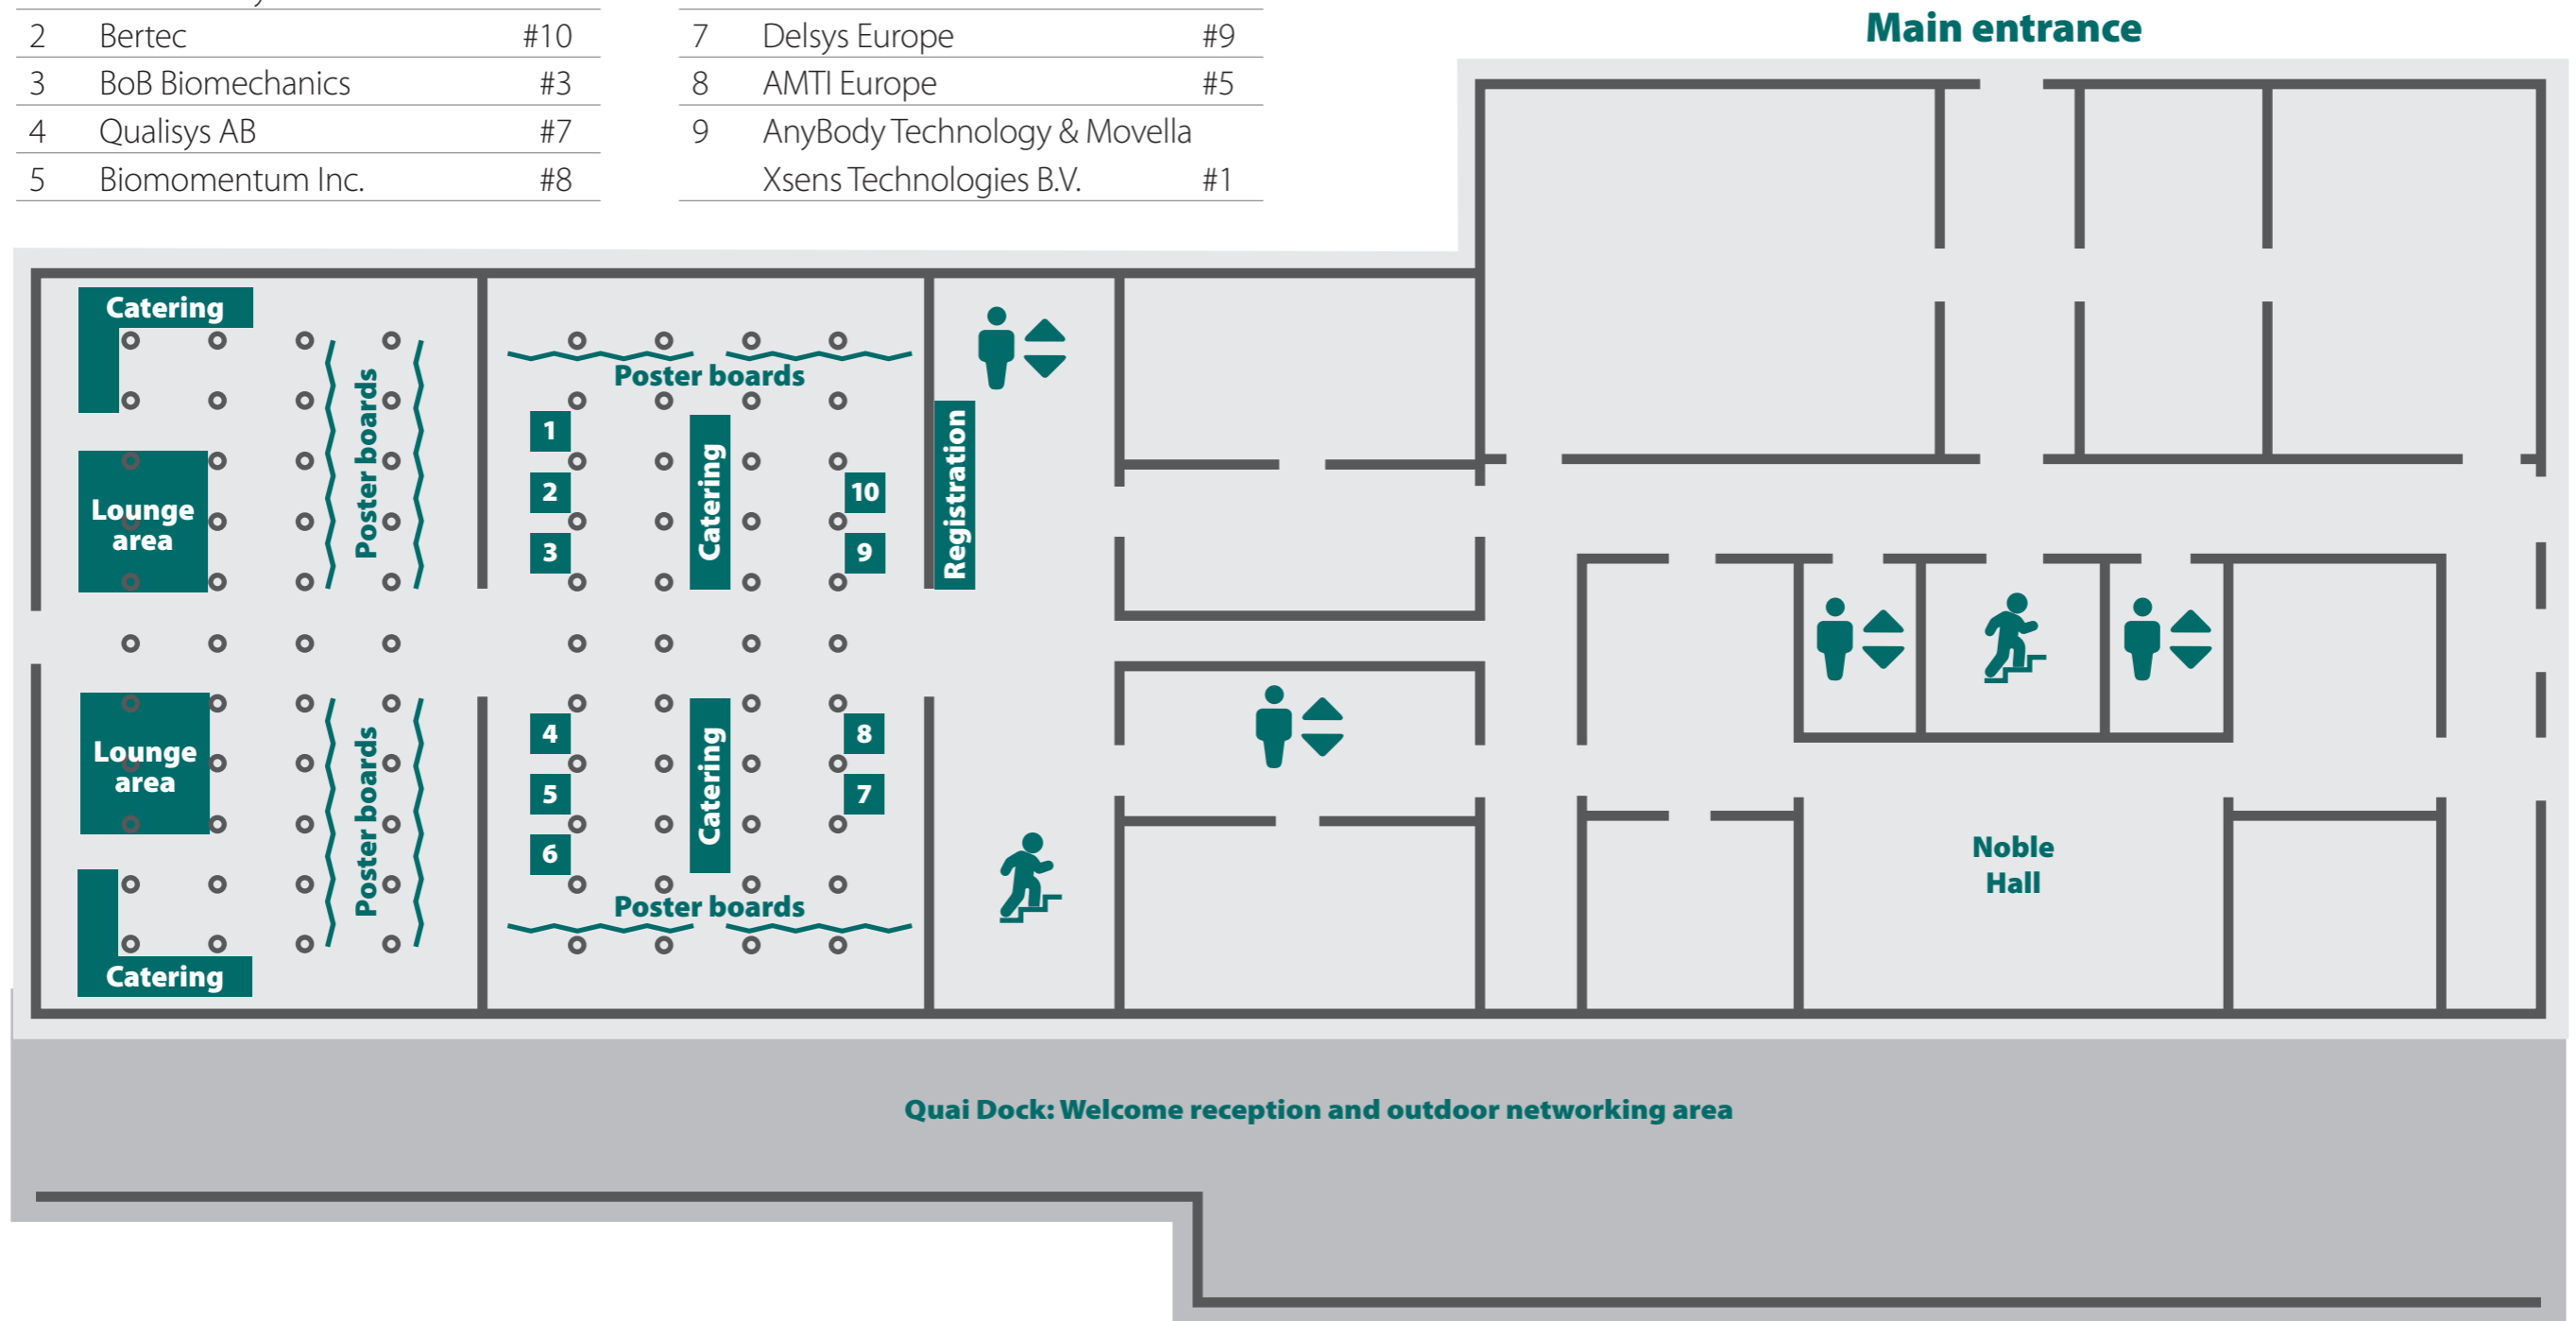 2 Bertec #10
3 BoB Biomechanics #3
4 Qualisys AB #7
5 Biomomentum Inc. #8
7 Delsys Europe #9
8 AMTI Europe #5
9 AnyBody Technology & Movella
Xsens Technologies B.V. #1
Main entrance
Catering
Poster boards
Lounge
area
Poster boards
1
2
3
Catering
10
9
Registration
Lounge
area
Poster boards
Catering
4
5
6
Catering
8
7
Poster boards
Noble
Hall
Quai Dock: Welcome reception and outdoor networking area